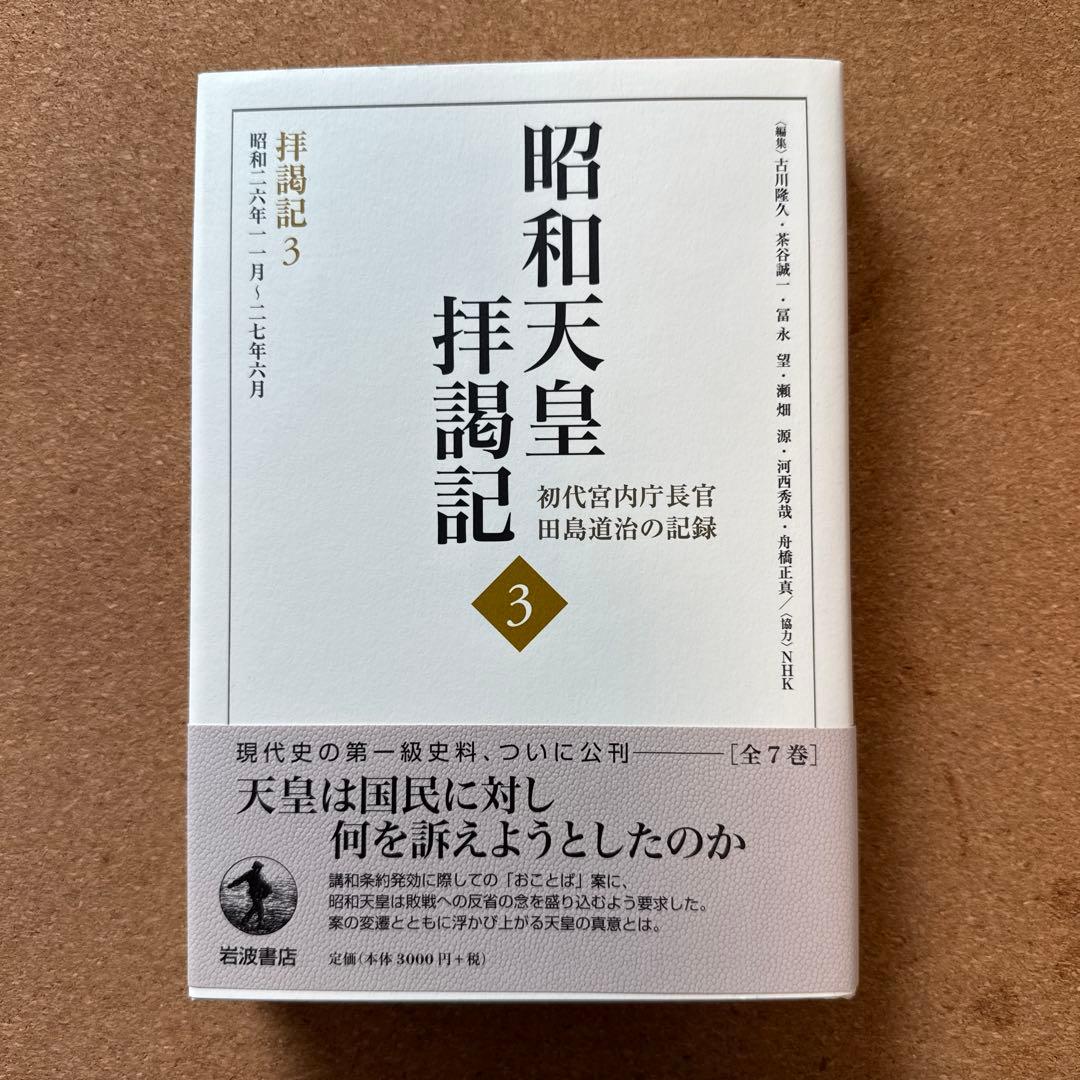 〈編集〉古川隆久・茶谷誠一・冨永 望・瀬畑 源・河西秀哉・舟橋正真／〈協力〉NHK
昭和天皇
拝謁記
初代宮内庁長官
田島道治の記録
3
拝謁記3
昭和二六年一一月～二七年六月
現代史の第一級史料、ついに公刊―――［全7巻］
天皇は国民に対し
何を訴えようとしたのか
講和条約発効に際しての「おことば」案に、
昭和天皇は敗戦への反省の念を盛り込むよう要求した。
案の変遷とともに浮かび上がる天皇の真意とは。
岩波書店
定価（本体3000円＋税）